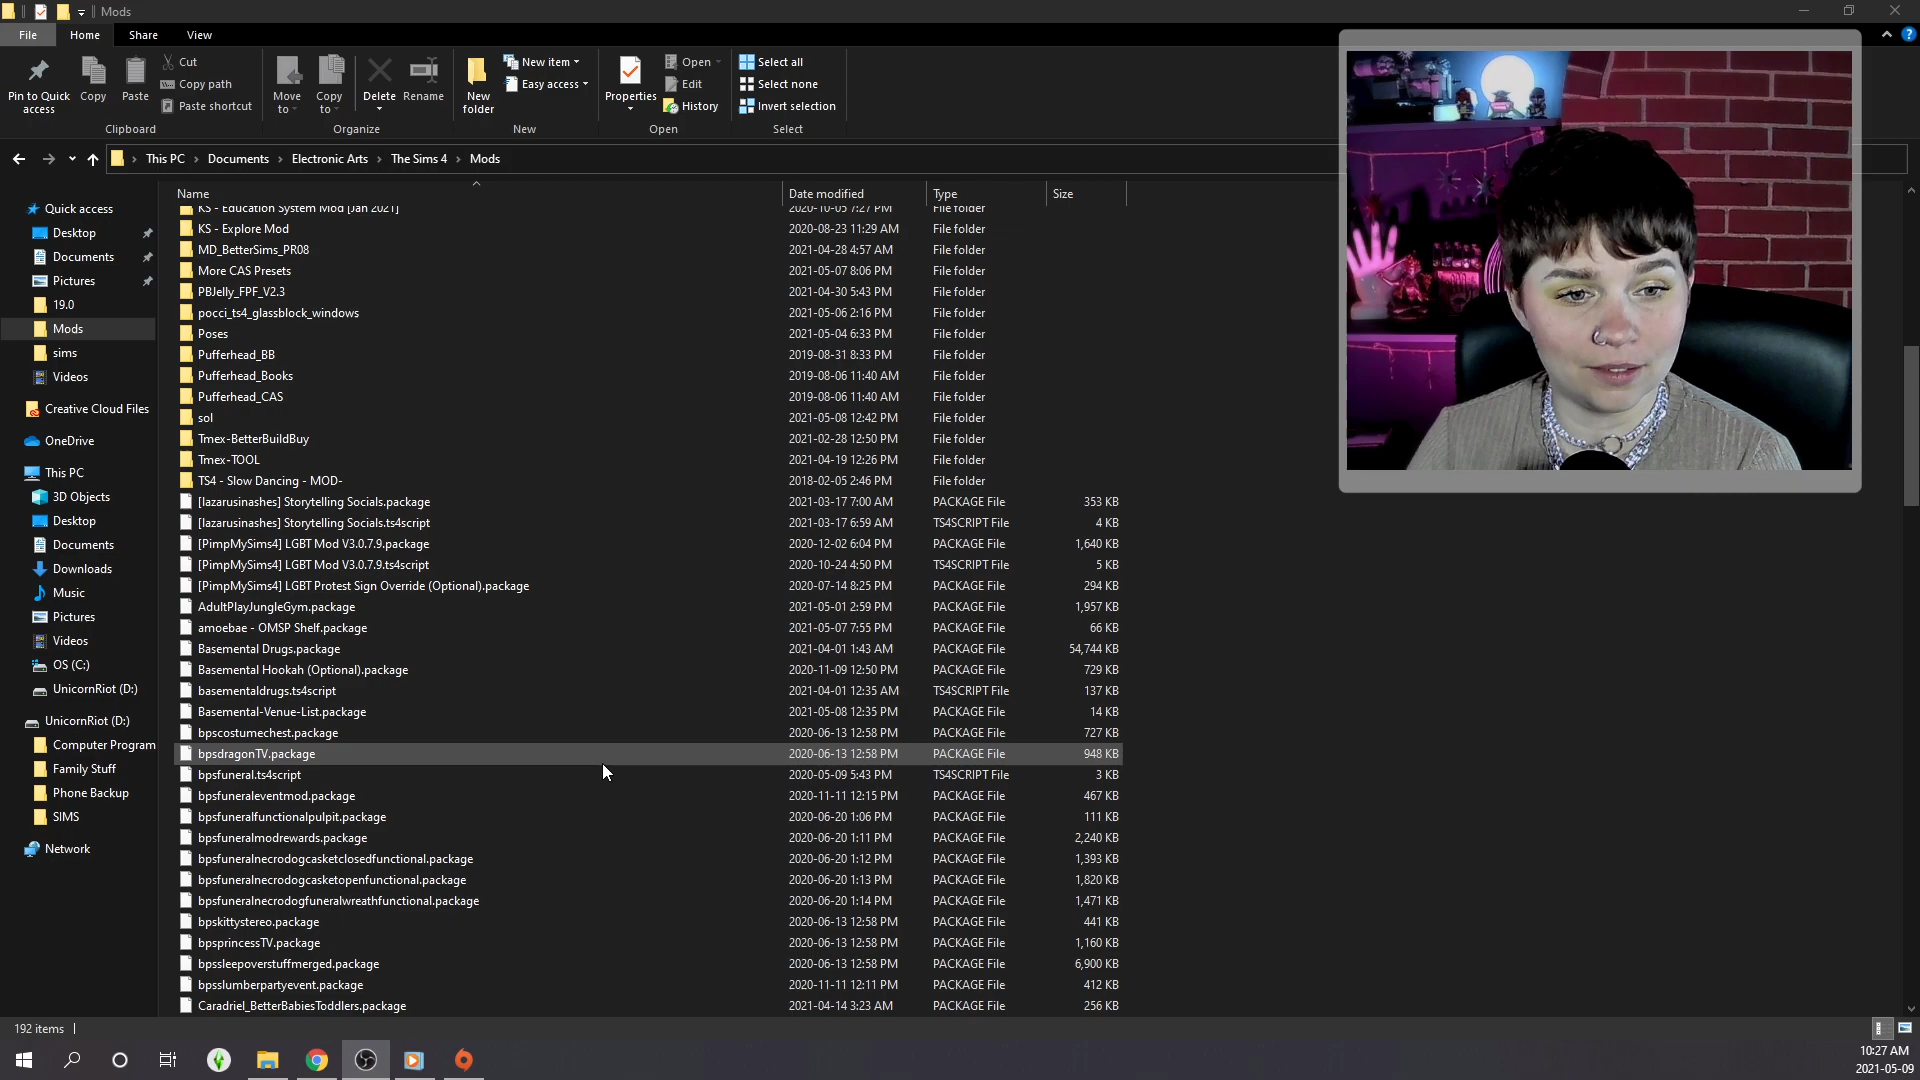 Mods
File Home Share View
Pin to Quick access
Copy
Paste
Cut
Copy path
Paste shortcut
Clipboard
Move to
Copy to
Delete
Rename
Organize
New folder
New item
Easy access
New
Properties
Open
Edit
History
Open
Select all
Select none
Invert selection
Select
This PC > Documents > Electronic Arts > The Sims 4 > Mods
Quick access
Desktop
Documents
Pictures
19.0
Mods
sims
Videos
Creative Cloud Files
OneDrive
This PC
3D Objects
Desktop
Documents
Downloads
Music
Pictures
Videos
OS (C:)
UnicornRiot (D:)
UnicornRiot (D:)
Computer Program
Family Stuff
Phone Backup
SIMS
Network
Name Date modified Type Size
KS - Education System Mod [Jan 2021] 2020-10-05 7:27 PM File folder
KS - Explore Mod 2020-08-23 11:29 AM File folder
MD_BetterSims_PR08 2021-04-28 4:57 AM File folder
More CAS Presets 2021-05-07 8:06 PM File folder
PBJelly_FPF_V2.3 2021-04-30 5:43 PM File folder
pocci_ts4_glassblock_windows 2021-05-06 2:16 PM File folder
Poses 2021-05-04 6:33 PM File folder
Pufferhead_BB 2019-08-31 8:33 PM File folder
Pufferhead_Books 2019-08-06 11:40 AM File folder
Pufferhead_CAS 2019-08-06 11:40 AM File folder
sol 2021-05-08 12:42 PM File folder
Tmex-BetterBuildBuy 2021-02-28 12:50 PM File folder
Tmex-TOOL 2021-04-19 12:26 PM File folder
TS4 - Slow Dancing - MOD- 2018-02-05 2:46 PM File folder
[lazarusinashes] Storytelling Socials.package 2021-03-17 7:00 AM PACKAGE File 353 KB
[lazarusinashes] Storytelling Socials.ts4script 2021-03-17 6:59 AM TS4SCRIPT File 4 KB
[PimpMySims4] LGBT Mod V3.0.7.9.package 2020-12-02 6:04 PM PACKAGE File 1,640 KB
[PimpMySims4] LGBT Mod V3.0.7.9.ts4script 2020-10-24 4:50 PM TS4SCRIPT File 5 KB
[PimpMySims4] LGBT Protest Sign Override (Optional).package 2020-07-14 8:25 PM PACKAGE File 294 KB
AdultPlayJungleGym.package 2021-05-01 2:59 PM PACKAGE File 1,957 KB
amoebae - OMSP Shelf.package 2021-05-07 7:55 PM PACKAGE File 66 KB
Basemental Drugs.package 2021-04-01 1:43 AM PACKAGE File 54,744 KB
Basemental Hookah (Optional).package 2020-11-09 12:50 PM PACKAGE File 729 KB
basementaldrugs.ts4script 2021-04-01 12:35 AM TS4SCRIPT File 137 KB
Basemental-Venue-List.package 2021-05-08 12:35 PM PACKAGE File 14 KB
bpscostumechest.package 2020-06-13 12:58 PM PACKAGE File 727 KB
bpsdragonTV.package 2020-06-13 12:58 PM PACKAGE File 948 KB
bpsfuneral.ts4script 2020-05-09 5:43 PM TS4SCRIPT File 3 KB
bpsfuneraleventmod.package 2020-11-11 12:15 PM PACKAGE File 467 KB
bpsfuneralfunctionalpulpit.package 2020-06-20 1:06 PM PACKAGE File 111 KB
bpsfuneralmodrewards.package 2020-06-20 1:11 PM PACKAGE File 2,240 KB
bpsfuneralnecrodogcasketclosedfunctional.package 2020-06-20 1:12 PM PACKAGE File 1,393 KB
bpsfuneralnecrodogcasketopenfunctional.package 2020-06-20 1:13 PM PACKAGE File 1,820 KB
bpsfuneralnecrodogfuneralwreathfunctional.package 2020-06-20 1:14 PM PACKAGE File 1,471 KB
bpskittystereo.package 2020-06-13 12:58 PM PACKAGE File 441 KB
bpsprincessTV.package 2020-06-13 12:58 PM PACKAGE File 1,160 KB
bpssleepoverstuffmerged.package 2020-06-13 12:58 PM PACKAGE File 6,900 KB
bpsslumberpartyevent.package 2020-11-11 12:11 PM PACKAGE File 412 KB
Caradriel_BetterBabiesToddlers.package 2021-04-14 3:23 AM PACKAGE File 256 KB
192 items
10:27 AM
2021-05-09